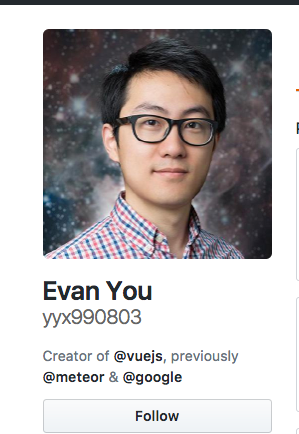 Evan You
yyx990803
Creator of @vuejs, previously
@meteor & @google
Follow